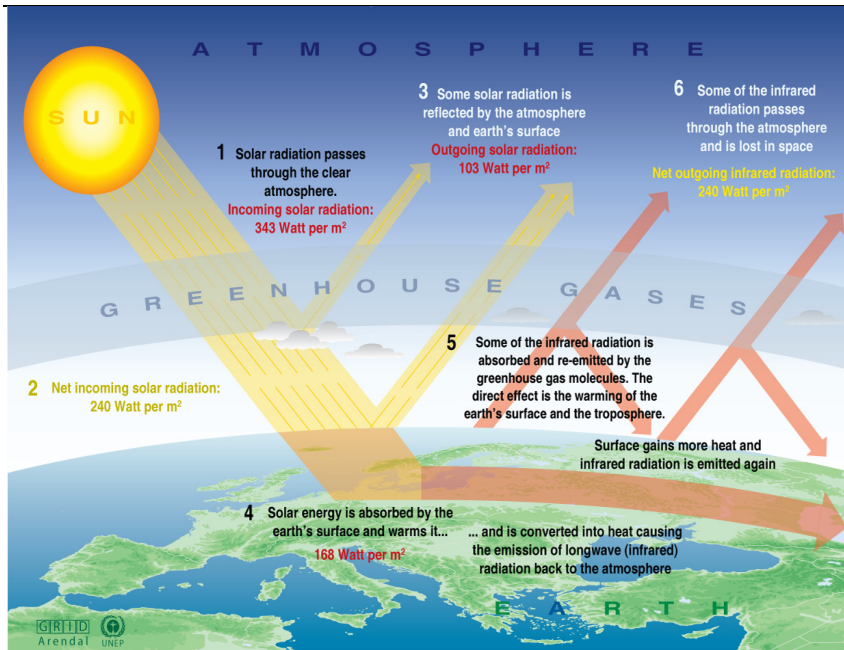 ATMOSPHERE
SUN
1 Solar radiation passes
through the clear
atmosphere.
Incoming solar radiation:
343 Watt per m²
3 Some solar radiation is
reflected by the atmosphere
and earth's surface
Outgoing solar radiation:
103 Watt per m²
6 Some of the infrared
radiation passes
through the atmosphere
and is lost in space
Net outgoing infrared radiation:
240 Watt per m²
GREENHOUSE GASES
2 Net incoming solar radiation:
240 Watt per m²
5 Some of the infrared radiation is
absorbed and re-emitted by the
greenhouse gas molecules. The
direct effect is the warming of the
earth's surface and the troposphere.
Surface gains more heat and
infrared radiation is emitted again
4 Solar energy is absorbed by the
earth's surface and warms it...
168 Watt per m²
... and is converted into heat causing
the emission of longwave (infrared)
radiation back to the atmosphere
EARTH
GRID
Arendal
UNEP